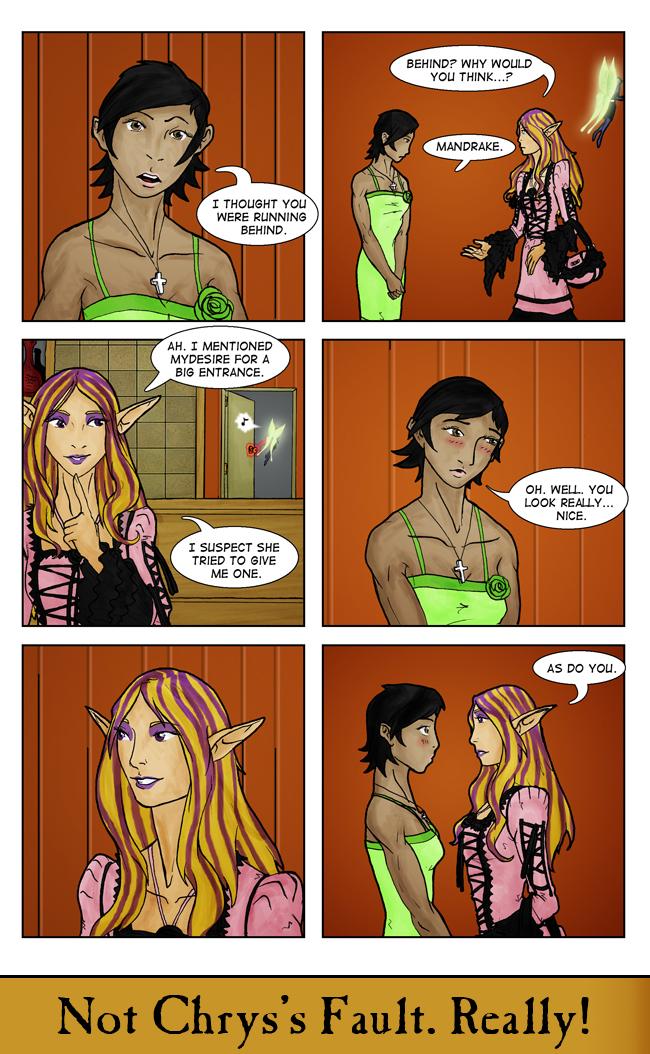 I THOUGHT YOU
WERE RUNNING
BEHIND.
BEHIND? WHY WOULD
YOU THINK...?
MANDRAKE.
AH. I MENTIONED
MYDESIRE FOR A
BIG ENTRANCE.
I SUSPECT SHE
TRIED TO GIVE
ME ONE.
OH. WELL. YOU
LOOK REALLY...
NICE.
AS DO YOU.
Not Chrys's Fault. Really!